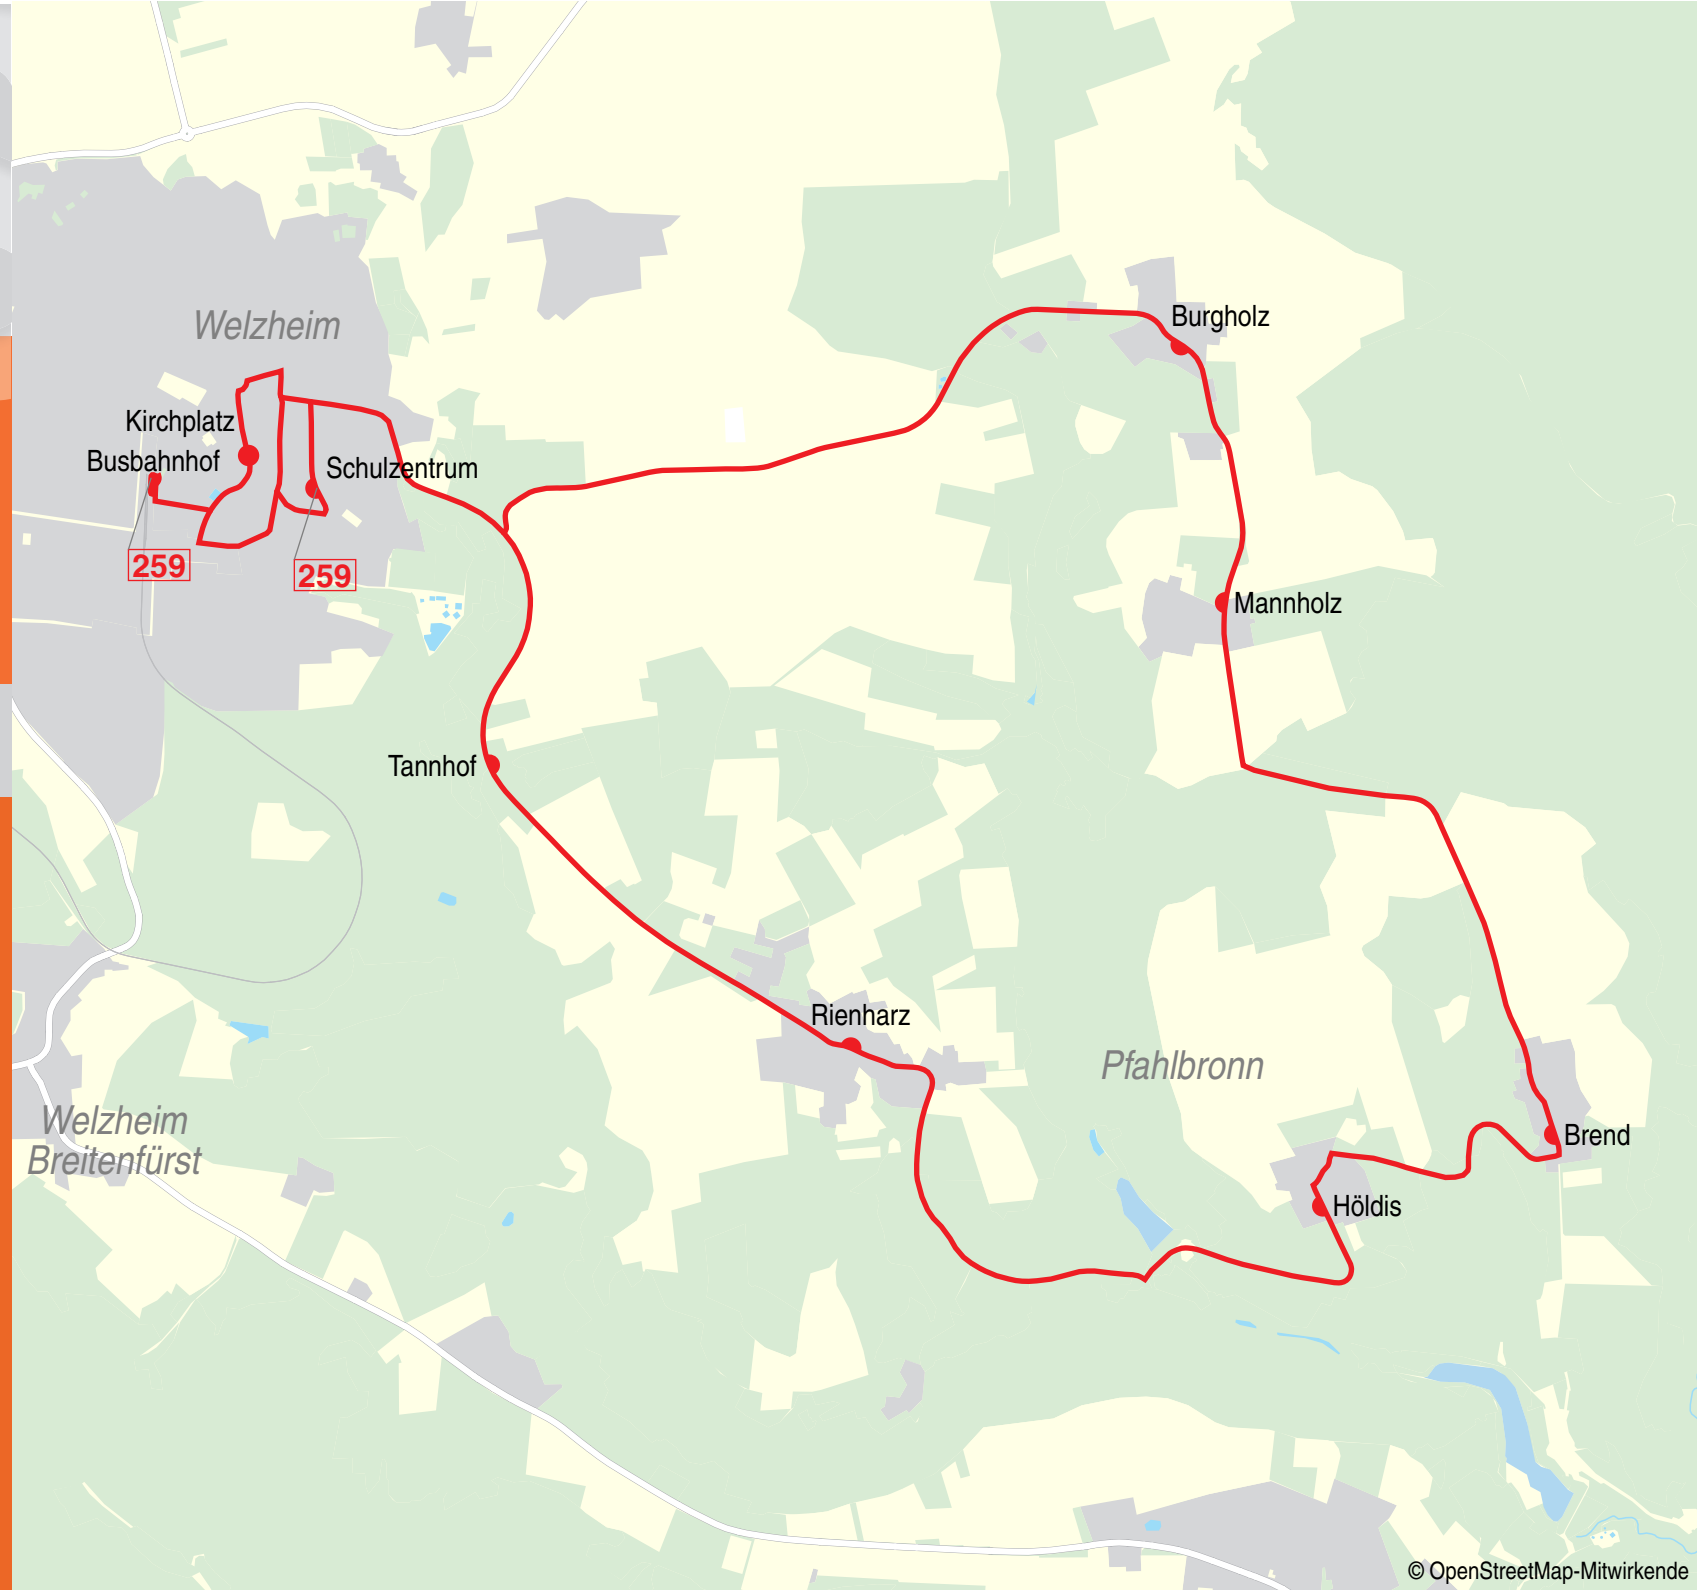 Burgholz
Welzheim
Kirchplatz
Busbahnhof
Schulzentrum
259
259
Mannholz
Tannhof
Rienharz
Pfahlbronn
Welzheim
Breitenfürst
Brend
Höldis
© OpenStreetMap-Mitwirkende